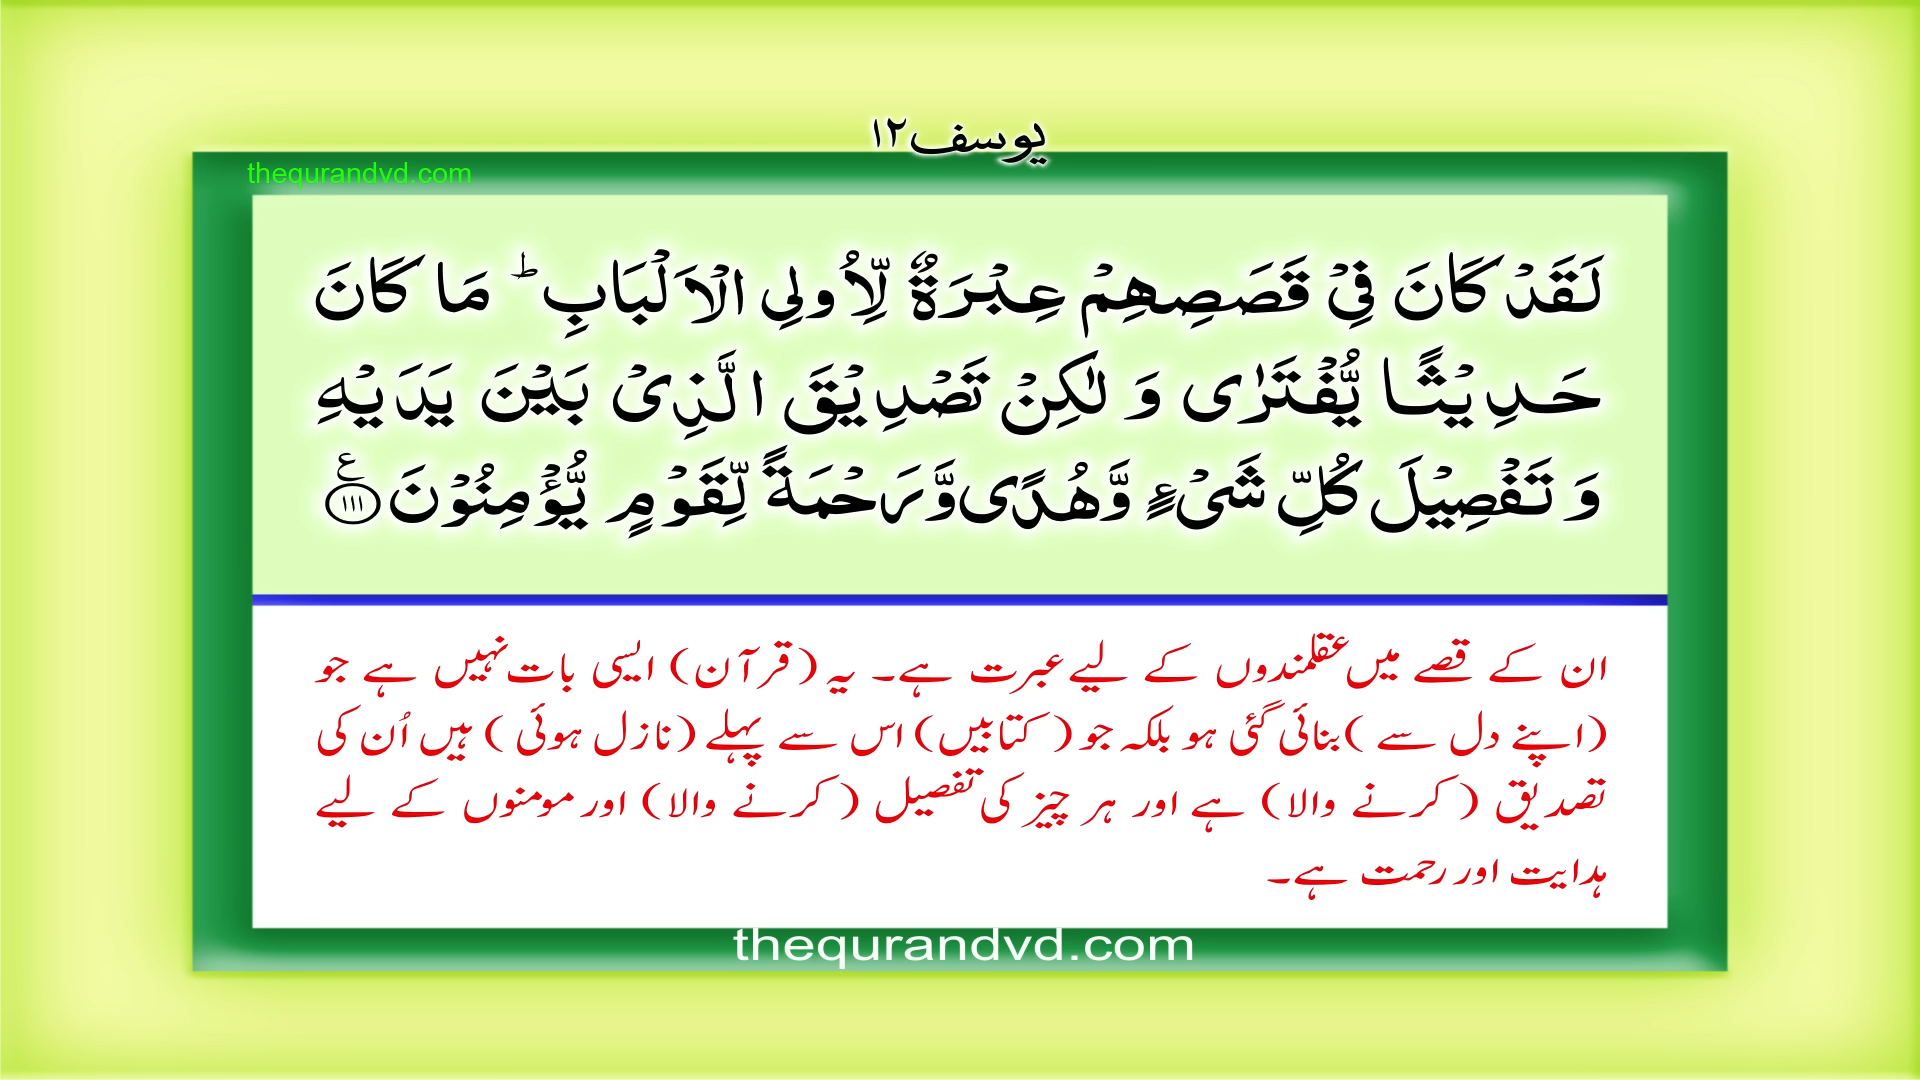 یوسف۱۲
thequrandvd.com
لَقَدۡ کَانَ فِیۡ قَصَصِہِمۡ عِبۡرَۃٌ لِّاُولِی الۡاَلۡبَابِ ؕ مَا کَانَ
حَدِیۡثًا یُّفۡتَرٰی وَ لٰکِنۡ تَصۡدِیۡقَ الَّذِیۡ بَیۡنَ یَدَیۡہِ
وَ تَفۡصِیۡلَ کُلِّ شَیۡءٍ وَّ ہُدًی وَّ رَحۡمَۃً لِّقَوۡمٍ یُّؤۡمِنُوۡنَ ﴿۱۱۱﴾ ع
ان کے قصے میں عقلمندوں کے لیے عبرت ہے۔ یہ (قرآن) ایسی بات نہیں ہے جو
(اپنے دل سے) بنائی گئی ہو بلکہ جو (کتابیں) اس سے پہلے (نازل ہوئی) ہیں اُن کی
تصدیق (کرنے والا) ہے اور ہر چیز کی تفصیل (کرنے والا) اور مومنوں کے لیے
ہدایت اور رحمت ہے۔
thequrandvd.com